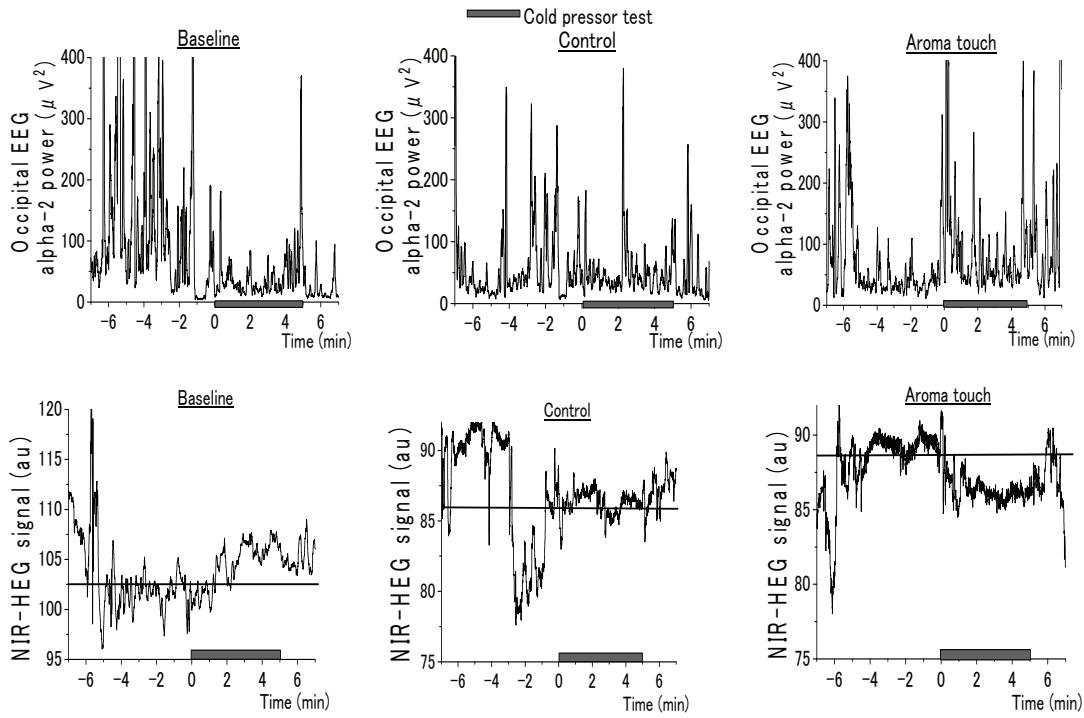 Cold pressor test
Baseline
Control
Aroma touch
Occipital EEG
alpha-2 power (μV²)
400
300
200
100
0
-6 -4 -2 0 2 4 6
Time (min)
Occipital EEG
alpha-2 power (μV²)
400
300
200
100
0
-6 -4 -2 0 2 4 6
Time (min)
Occipital EEG
alpha-2 power (μV²)
400
300
200
100
0
-6 -4 -2 0 2 4 6
Time (min)
Baseline
Control
Aroma touch
NIR-HEG signal (au)
120
115
110
105
100
95
-6 -4 -2 0 2 4 6
Time (min)
NIR-HEG signal (au)
90
85
80
75
-6 -4 -2 0 2 4 6
Time (min)
NIR-HEG signal (au)
90
85
80
75
-6 -4 -2 0 2 4 6
Time (min)